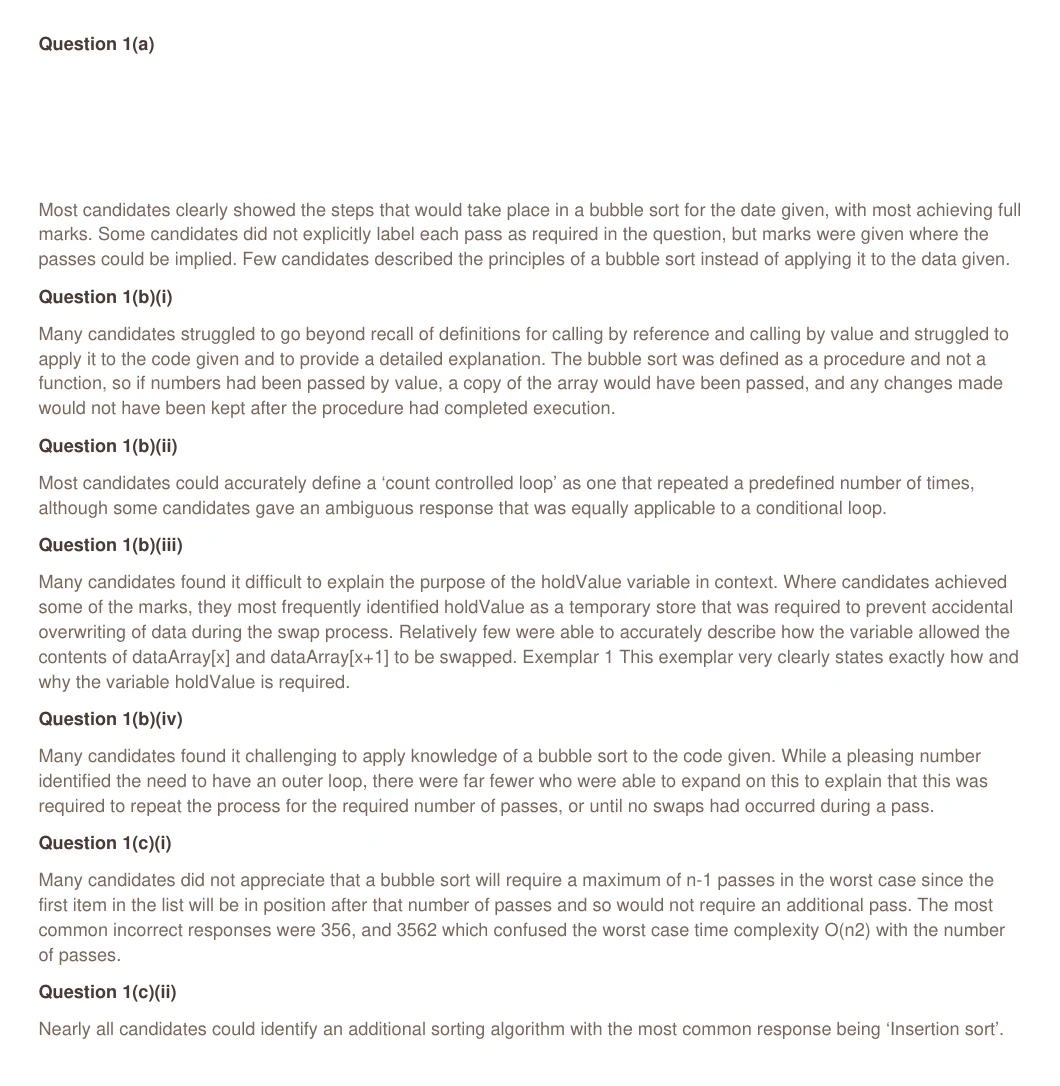 Question 1(a)
Most candidates clearly showed the steps that would take place in a bubble sort for the date given, with most achieving full
marks. Some candidates did not explicitly label each pass as required in the question, but marks were given where the
passes could be implied. Few candidates described the principles of a bubble sort instead of applying it to the data given.
Question 1(b)(i)
Many candidates struggled to go beyond recall of definitions for calling by reference and calling by value and struggled to
apply it to the code given and to provide a detailed explanation. The bubble sort was defined as a procedure and not a
function, so if numbers had been passed by value, a copy of the array would have been passed, and any changes made
would not have been kept after the procedure had completed execution.
Question 1(b)(ii)
Most candidates could accurately define a ‘count controlled loop’ as one that repeated a predefined number of times,
although some candidates gave an ambiguous response that was equally applicable to a conditional loop.
Question 1(b)(iii)
Many candidates found it difficult to explain the purpose of the holdValue variable in context. Where candidates achieved
some of the marks, they most frequently identified holdValue as a temporary store that was required to prevent accidental
overwriting of data during the swap process. Relatively few were able to accurately describe how the variable allowed the
contents of dataArray[x] and dataArray[x+1] to be swapped. Exemplar 1 This exemplar very clearly states exactly how and
why the variable holdValue is required.
Question 1(b)(iv)
Many candidates found it challenging to apply knowledge of a bubble sort to the code given. While a pleasing number
identified the need to have an outer loop, there were far fewer who were able to expand on this to explain that this was
required to repeat the process for the required number of passes, or until no swaps had occurred during a pass.
Question 1(c)(i)
Many candidates did not appreciate that a bubble sort will require a maximum of n-1 passes in the worst case since the
first item in the list will be in position after that number of passes and so would not require an additional pass. The most
common incorrect responses were 356, and 3562 which confused the worst case time complexity O(n2) with the number
of passes.
Question 1(c)(ii)
Nearly all candidates could identify an additional sorting algorithm with the most common response being ‘Insertion sort’.